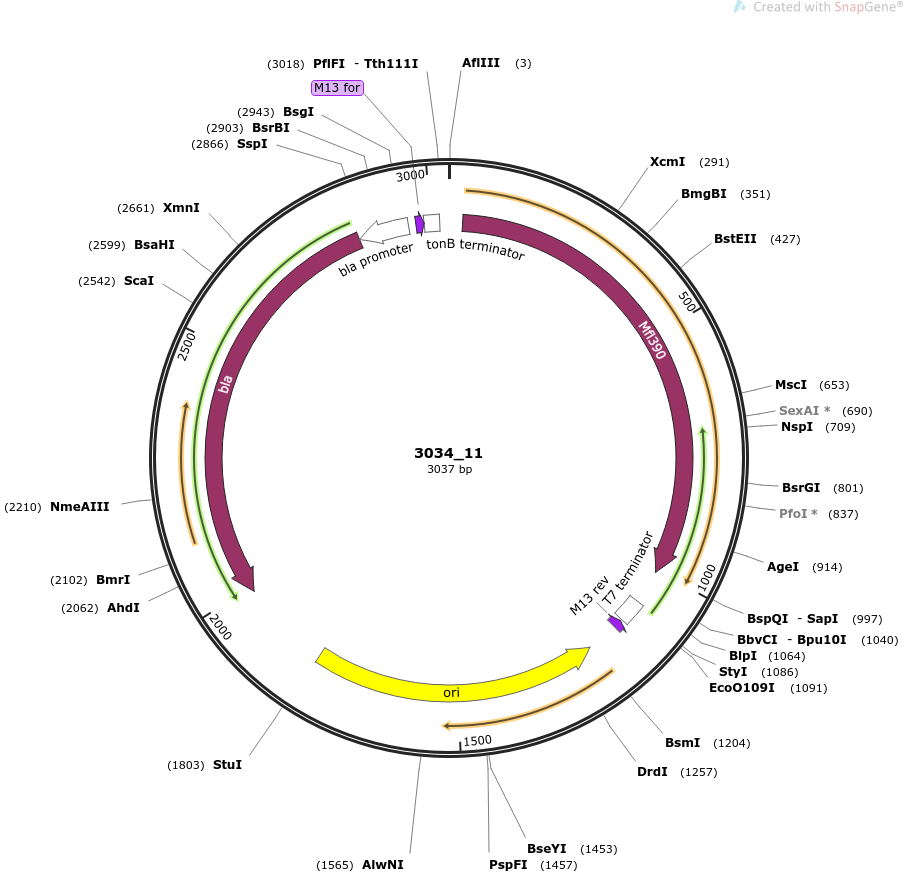 Created with SnapGene®
(3018) PflFI - Tth111I
AflIII (3)
M13 for
(2943) BsgI
(2903) BsrBI
(2866) SspI
XcmI (291)
BmgBI (351)
BstEII (427)
(2661) XmnI
(2599) BsaHI
(2542) ScaI
3000
bla promoter
tonB terminator
500
2500
Mfl390
bla
MscI (653)
SexAI * (690)
NspI (709)
3034_11
3037 bp
BsrGI (801)
PfoI * (837)
(2210) NmeAIII
AgeI (914)
(2102) BmrI
(2062) AhdI
T7 terminator
M13 rev
1000
BspQI - SapI (997)
BbvCI - Bpu10I (1040)
BlpI (1064)
StyI (1086)
EcoO109I (1091)
2000
ori
1500
BsmI (1204)
DrdI (1257)
(1803) StuI
BseYI (1453)
(1565) AlwNI
PspFI (1457)